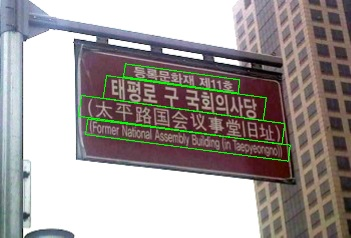 등록문화재 제11호
태평로 구 국회의사당
(太平路国会议事堂旧址)
(Former National Assembly Building (in Taepyeongno))